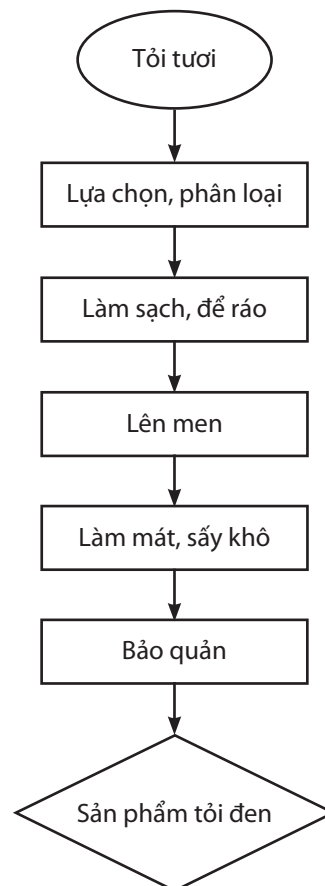 Tỏi tươi
Lựa chọn, phân loại
Làm sạch, để ráo
Lên men
Làm mát, sấy khô
Bảo quản
Sản phẩm tỏi đen